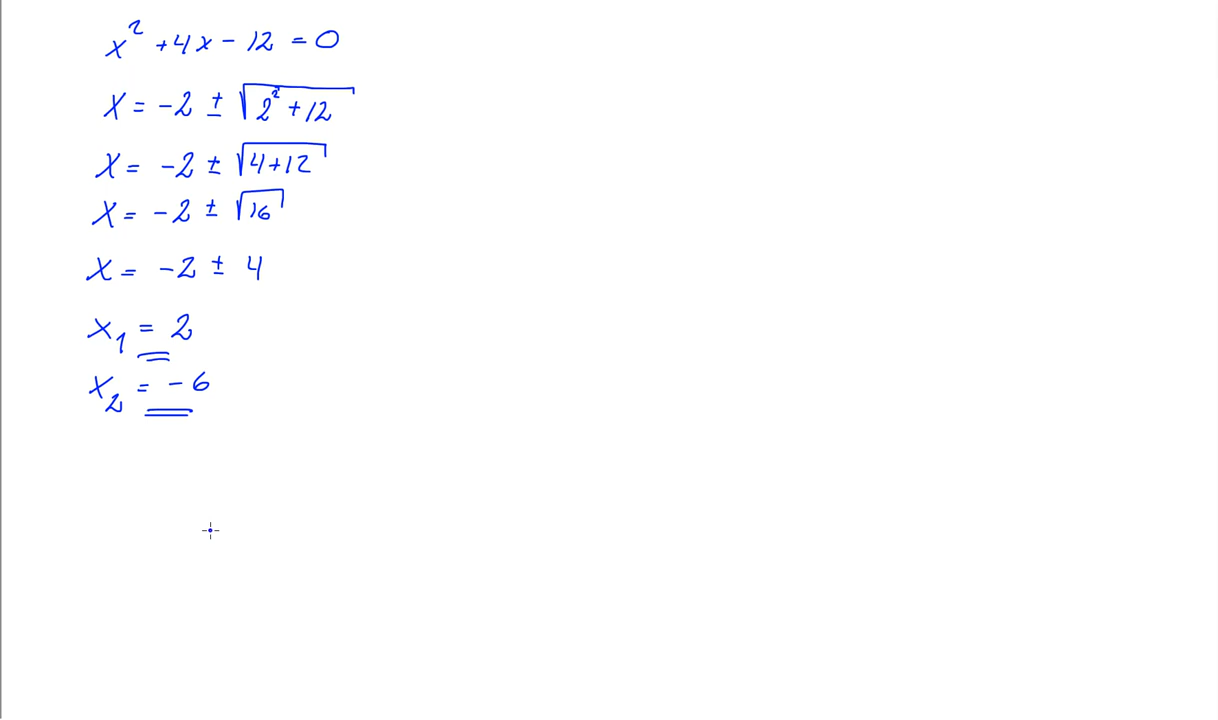 x² + 4x - 12 = 0
x = -2 ± √(2² + 12)
x = -2 ± √(4+12)
x = -2 ± √16
x = -2 ± 4
x₁ = 2
x₂ = -6